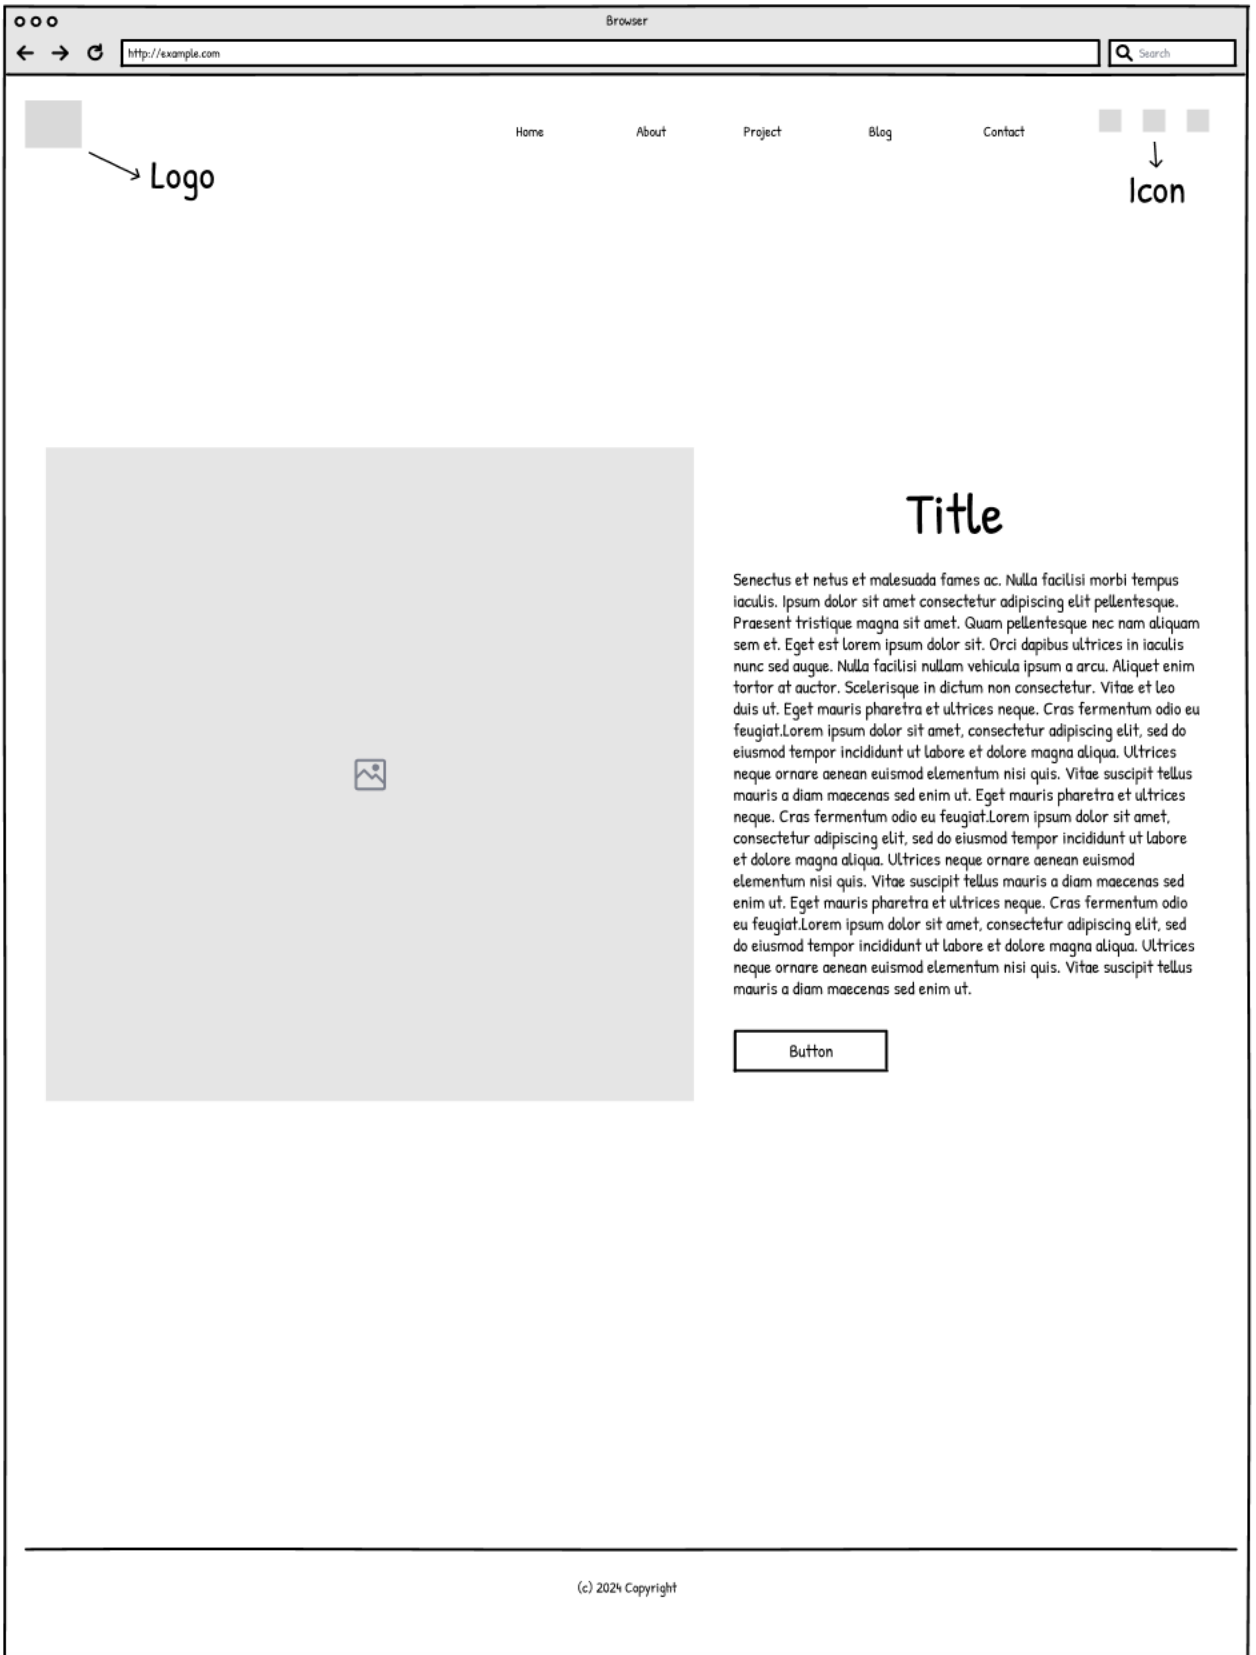 Browser
http://example.com
Search
Home About Project Blog Contact
Logo
Icon
Title
Senectus et netus et malesuada fames ac. Nulla facilisi morbi tempus
iaculis. Ipsum dolor sit amet consectetur adipiscing elit pellentesque.
Praesent tristique magna sit amet. Quam pellentesque nec nam aliquam
sem et. Eget est lorem ipsum dolor sit. Orci dapibus ultrices in iaculis
nunc sed augue. Nulla facilisi nullam vehicula ipsum a arcu. Aliquet enim
tortor at auctor. Scelerisque in dictum non consectetur. Vitae et leo
duis ut. Eget mauris pharetra et ultrices neque. Cras fermentum odio eu
feugiat.Lorem ipsum dolor sit amet, consectetur adipiscing elit, sed do
eiusmod tempor incididunt ut labore et dolore magna aliqua. Ultrices
neque ornare aenean euismod elementum nisi quis. Vitae suscipit tellus
mauris a diam maecenas sed enim ut. Eget mauris pharetra et ultrices
neque. Cras fermentum odio eu feugiat.Lorem ipsum dolor sit amet,
consectetur adipiscing elit, sed do eiusmod tempor incididunt ut labore
et dolore magna aliqua. Ultrices neque ornare aenean euismod
elementum nisi quis. Vitae suscipit tellus mauris a diam maecenas sed
enim ut. Eget mauris pharetra et ultrices neque. Cras fermentum odio
eu feugiat.Lorem ipsum dolor sit amet, consectetur adipiscing elit, sed
do eiusmod tempor incididunt ut labore et dolore magna aliqua. Ultrices
neque ornare aenean euismod elementum nisi quis. Vitae suscipit tellus
mauris a diam maecenas sed enim ut.
Button
(c) 2024 Copyright